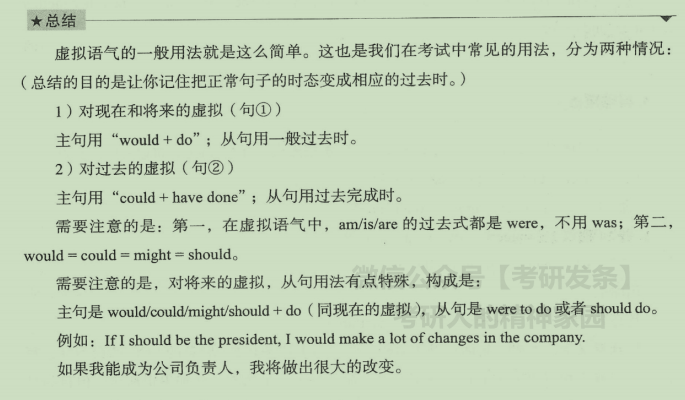 ★总结
虚拟语气的一般用法就是这么简单。这也是我们在考试中常见的用法，分为两种情况：
（总结的目的是让你记住把正常句子的时态变成相应的过去时。）
1）对现在和将来的虚拟（句①）
主句用“would + do”；从句用一般过去时。
2）对过去的虚拟（句②）
主句用“could + have done”；从句用过去完成时。
需要注意的是：第一，在虚拟语气中，am/is/are 的过去式都是 were，不用 was；第二，
would = could = might = should。
微信公众号【考研发条】
需要注意的是，对将来的虚拟，从句用法有点特殊，构成是：
主句是 would/could/might/should + do（同现在的虚拟），从句是 were to do 或者 should do。
考研人的精神家园
例如：If I should be the president, I would make a lot of changes in the company.
如果我能成为公司负责人，我将做出很大的改变。